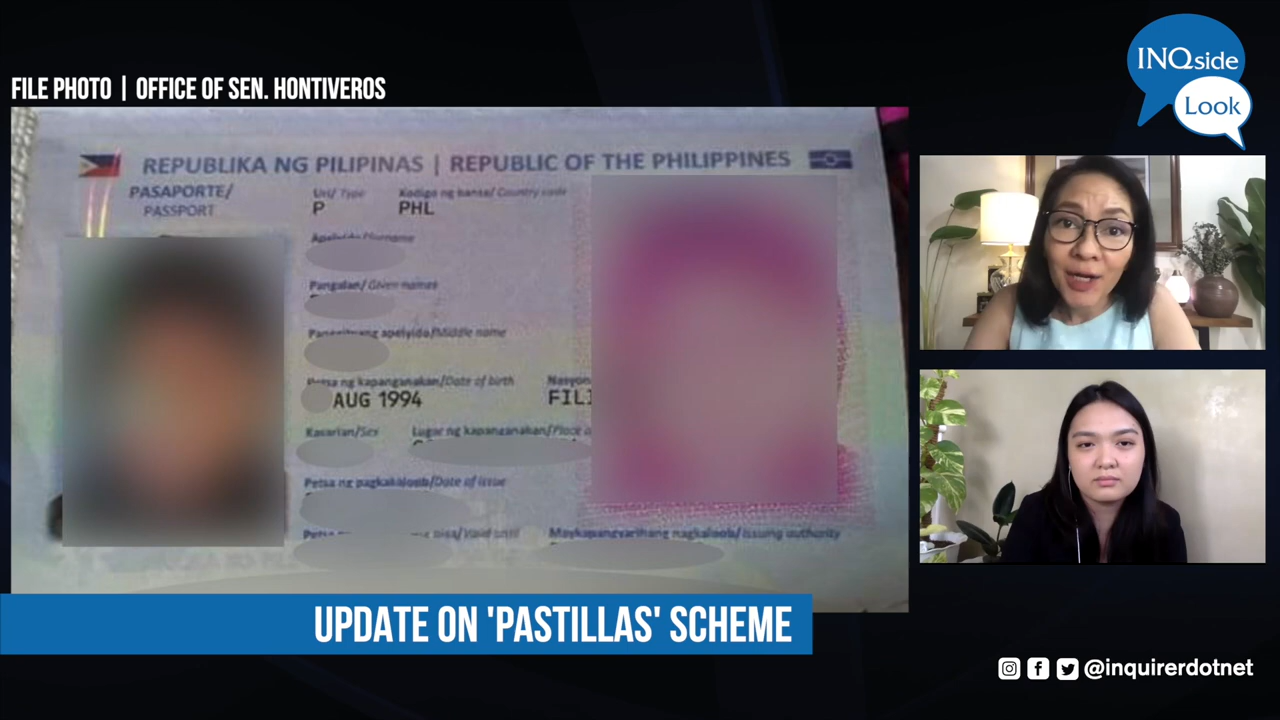 INQside
Look
FILE PHOTO | OFFICE OF SEN. HONTIVEROS
REPUBLIKA NG PILIPINAS | REPUBLIC OF THE PHILIPPINES
PASAPORTE/
PASSPORT
Uri/ Type
Kodigo ng bansa/ Country code
P
PHL
Apelyido/Surname
Pangalan/ Given names
Panggitnang apelyido/Middle name
Petsa ng kapanganakan/Date of birth
AUG 1994
Kasarian/Sex
Lugar ng kapanganakan/Place
Petsa ng pagkakaloob/Date of issue
Valid until
Maykapangyarihang nagkaloob/Issuing authority
UPDATE ON 'PASTILLAS' SCHEME
@inquirerdotnet